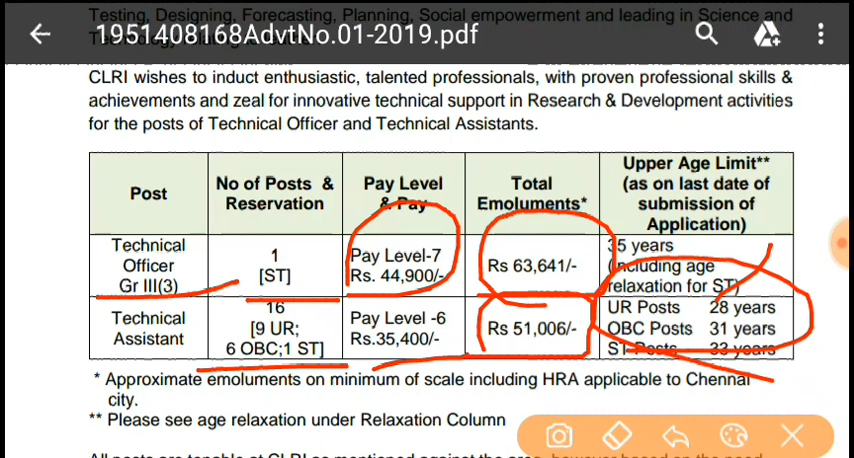 Testing, Designing, Forecasting, Planning, Social empowerment and leading in Science and
1951408168AdvtNo.01-2019.pdf
CLRI wishes to induct enthusiastic, talented professionals, with proven professional skills &
achievements and zeal for innovative technical support in Research & Development activities
for the posts of Technical Officer and Technical Assistants.
Post
No of Posts &
Reservation
Pay Level
& Pay
Total
Emoluments*
Upper Age Limit**
(as on last date of
submission of
Application)
Technical
Officer
Gr III(3)
1
[ST]
Pay Level-7
Rs. 44,900/-
Rs 63,641/-
35 years
(including age
relaxation for ST)
Technical
Assistant
16
[9 UR;
6 OBC;1 ST]
Pay Level -6
Rs.35,400/-
Rs 51,006/-
UR Posts 28 years
OBC Posts 31 years
ST Posts 33 years
* Approximate emoluments on minimum of scale including HRA applicable to Chennai
city.
** Please see age relaxation under Relaxation Column